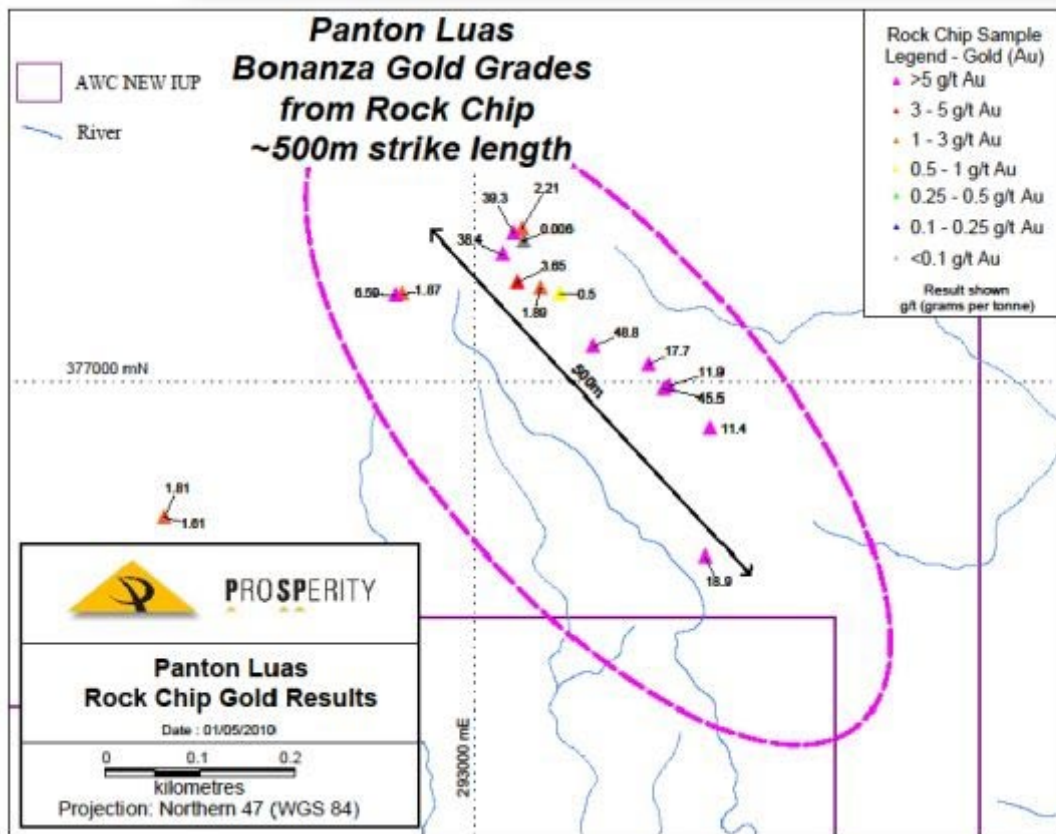 Panton Luas
Bonanza Gold Grades
from Rock Chip
~500m strike length
AWC NEW IUP
River
Rock Chip Sample
Legend - Gold (Au)
>5 g/t Au
3 - 5 g/t Au
1 - 3 g/t Au
0.5 - 1 g/t Au
0.25 - 0.5 g/t Au
0.1 - 0.25 g/t Au
<0.1 g/t Au
Result shown
g/t (grams per tonne)
39.3
2.21
0.006
38.4
3.65
6.59
1.87
1.89
0.5
48.8
17.7
11.9
45.5
11.4
500m
377000 mN
1.81
1.61
18.9
293000 mE
PROSPERITY
Panton Luas
Rock Chip Gold Results
Date : 01/05/2010
0 0.1 0.2
kilometres
Projection: Northern 47 (WGS 84)